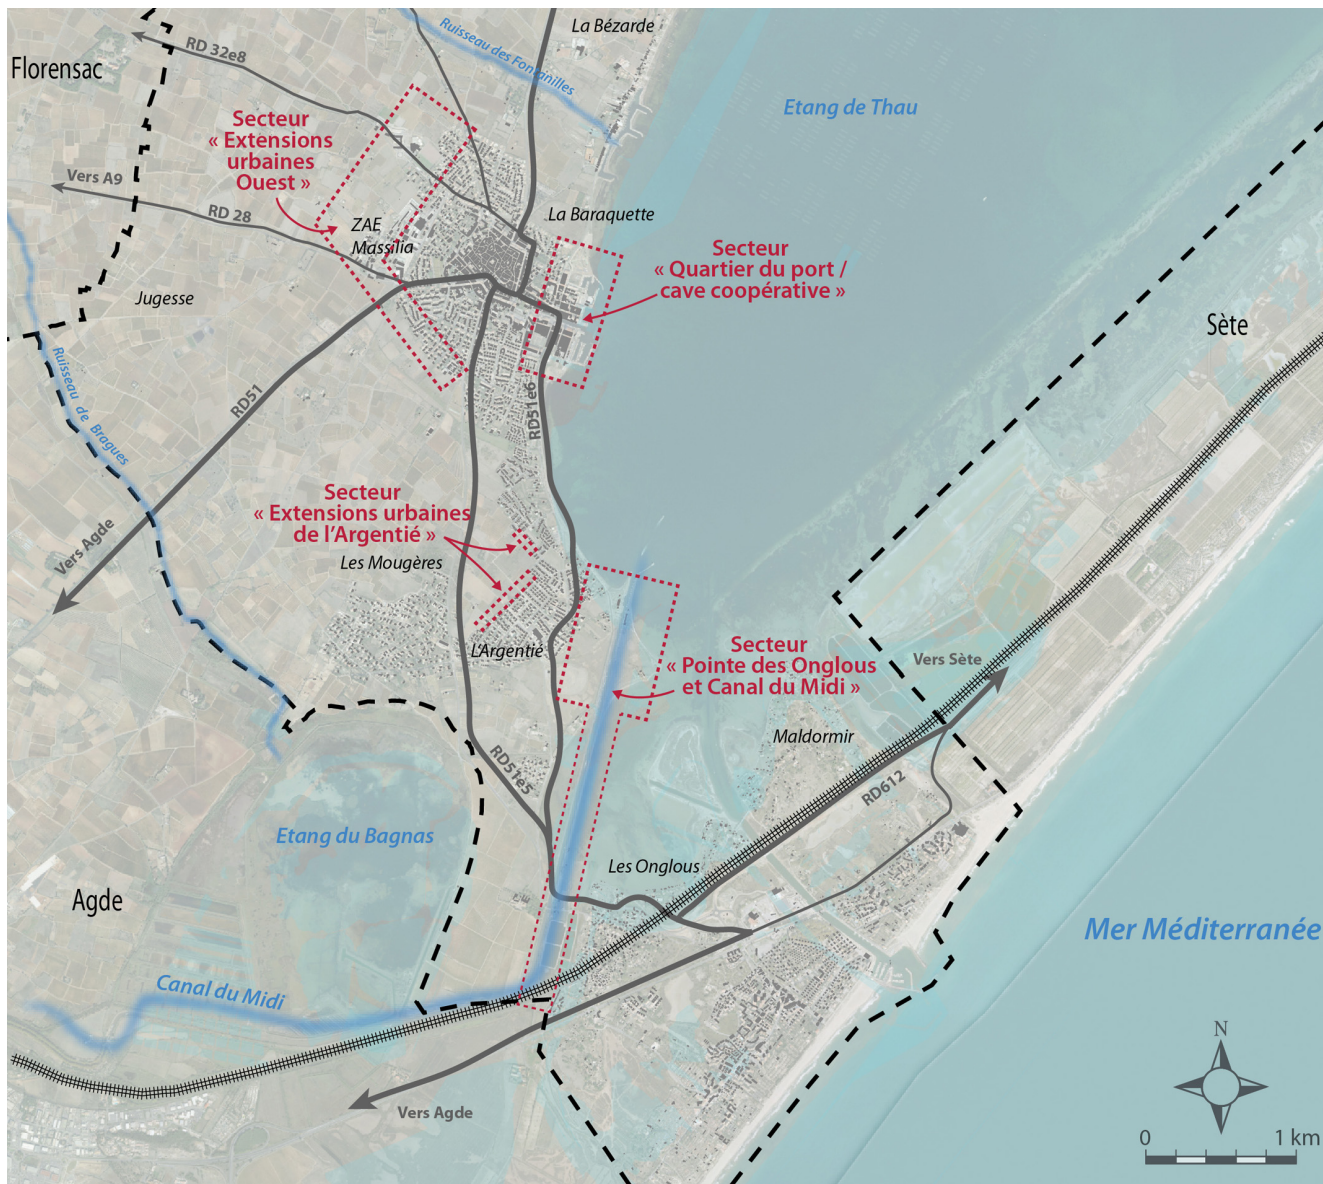 La Bézarde
Ruisseau des Fontanilles
RD 32e8
Florensac
Etang de Thau
Secteur
« Extensions
urbaines
Ouest »
Vers A9
RD 28
ZAE
Massilia
La Baraquette
Secteur
« Quartier du port /
cave coopérative »
Jugesse
Sète
Ruisseau de Bragues
RD51
RD51e6
Secteur
« Extensions urbaines
de l'Argentié »
Vers Agde
Les Mougères
L'Argentié
Secteur
« Pointe des Onglous
et Canal du Midi »
Vers Sète
Maldormir
RD51e5
RD612
Etang du Bagnas
Les Onglous
Agde
Mer Méditerranée
Canal du Midi
Vers Agde
N
0 1 km